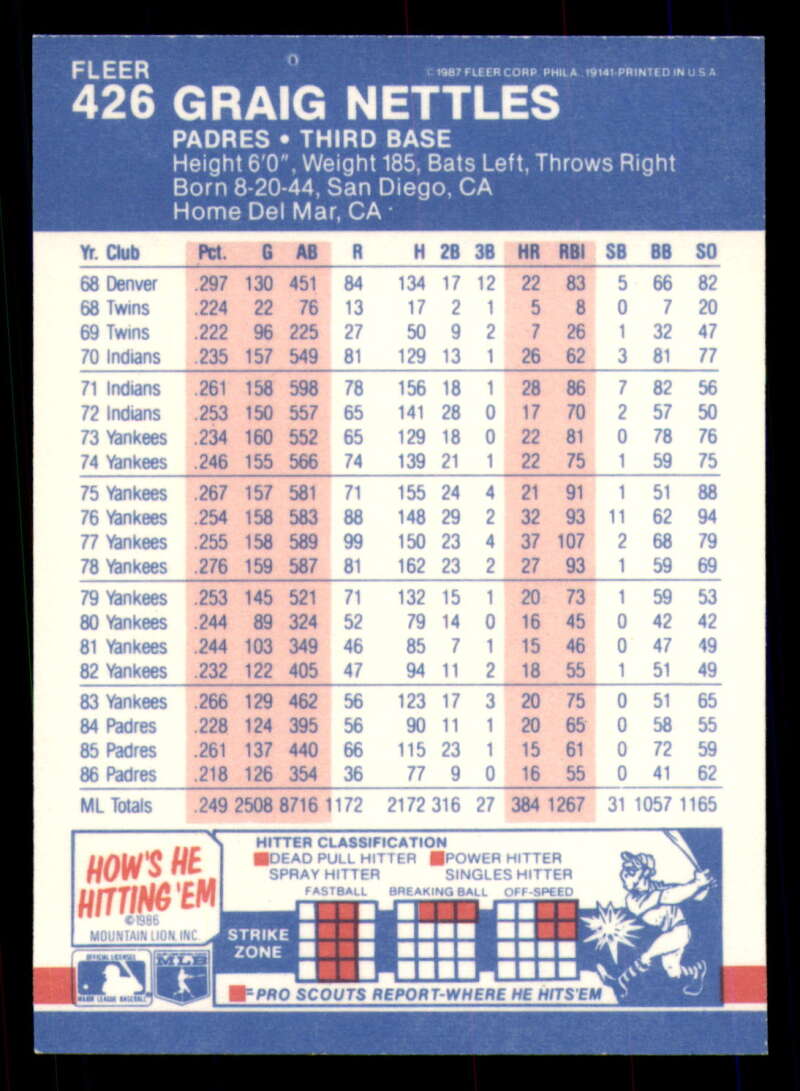 FLEER
©1987 FLEER CORP. PHILA., 19141-PRINTED IN U.S.A
426 GRAIG NETTLES
PADRES • THIRD BASE
Height 6'0", Weight 185, Bats Left, Throws Right
Born 8-20-44, San Diego, CA
Home Del Mar, CA
Yr. Club Pct. G AB R H 2B 3B HR RBI SB BB SO
68 Denver .297 130 451 84 134 17 12 22 83 5 66 82
68 Twins .224 22 76 13 17 2 1 5 8 0 7 20
69 Twins .222 96 225 27 50 9 2 7 26 1 32 47
70 Indians .235 157 549 81 129 13 1 26 62 3 81 77
71 Indians .261 158 598 78 156 18 1 28 86 7 82 56
72 Indians .253 150 557 65 141 28 0 17 70 2 57 50
73 Yankees .234 160 552 65 129 18 0 22 81 0 78 76
74 Yankees .246 155 566 74 139 21 1 22 75 1 59 75
75 Yankees .267 157 581 71 155 24 4 21 91 1 51 88
76 Yankees .254 158 583 88 148 29 2 32 93 11 62 94
77 Yankees .255 158 589 99 150 23 4 37 107 2 68 79
78 Yankees .276 159 587 81 162 23 2 27 93 1 59 69
79 Yankees .253 145 521 71 132 15 1 20 73 1 59 53
80 Yankees .244 89 324 52 79 14 0 16 45 0 42 42
81 Yankees .244 103 349 46 85 7 1 15 46 0 47 49
82 Yankees .232 122 405 47 94 11 2 18 55 1 51 49
83 Yankees .266 129 462 56 123 17 3 20 75 0 51 65
84 Padres .228 124 395 56 90 11 1 20 65 0 58 55
85 Padres .261 137 440 66 115 23 1 15 61 0 72 59
86 Padres .218 126 354 36 77 9 0 16 55 0 41 62
ML Totals .249 2508 8716 1172 2172 316 27 384 1267 31 1057 1165
HOW'S HE
HITTING 'EM
©1986
MOUNTAIN LION, INC.
HITTER CLASSIFICATION
DEAD PULL HITTER POWER HITTER
SPRAY HITTER SINGLES HITTER
FASTBALL BREAKING BALL OFF-SPEED
STRIKE
ZONE
=PRO SCOUTS REPORT-WHERE HE HITS'EM
OFFICIAL LICENSEE
MAJOR LEAGUE BASEBALL
MLB